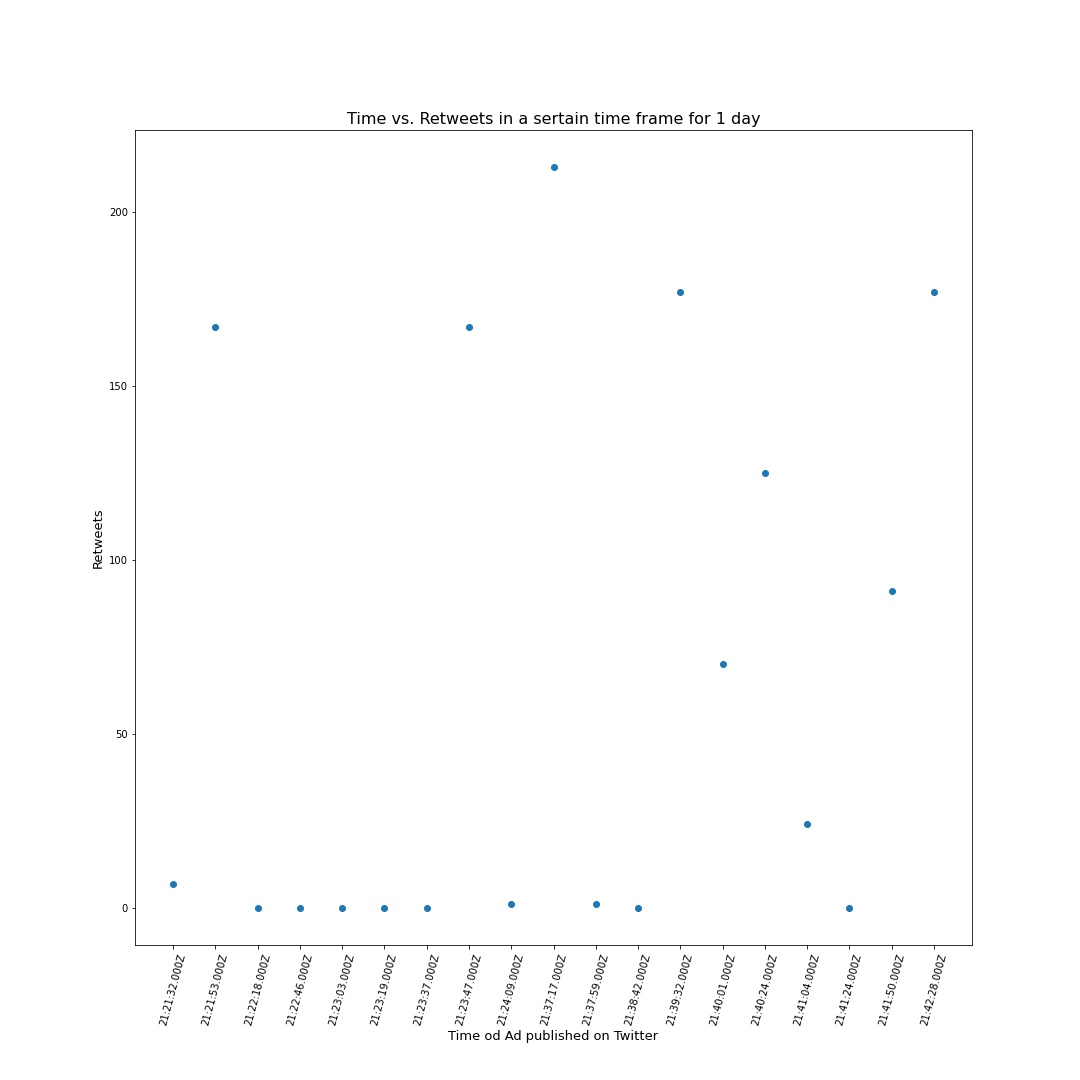 Time vs. Retweets in a sertain time frame for 1 day
Retweets
200
150
100
50
0
21:21:32.000Z
21:21:53.000Z
21:22:18.000Z
21:22:46.000Z
21:23:03.000Z
21:23:19.000Z
21:23:37.000Z
21:23:47.000Z
21:24:09.000Z
21:37:17.000Z
21:37:59.000Z
21:38:42.000Z
21:39:32.000Z
21:40:01.000Z
21:40:24.000Z
21:41:04.000Z
21:41:24.000Z
21:41:50.000Z
21:42:28.000Z
Time od Ad published on Twitter